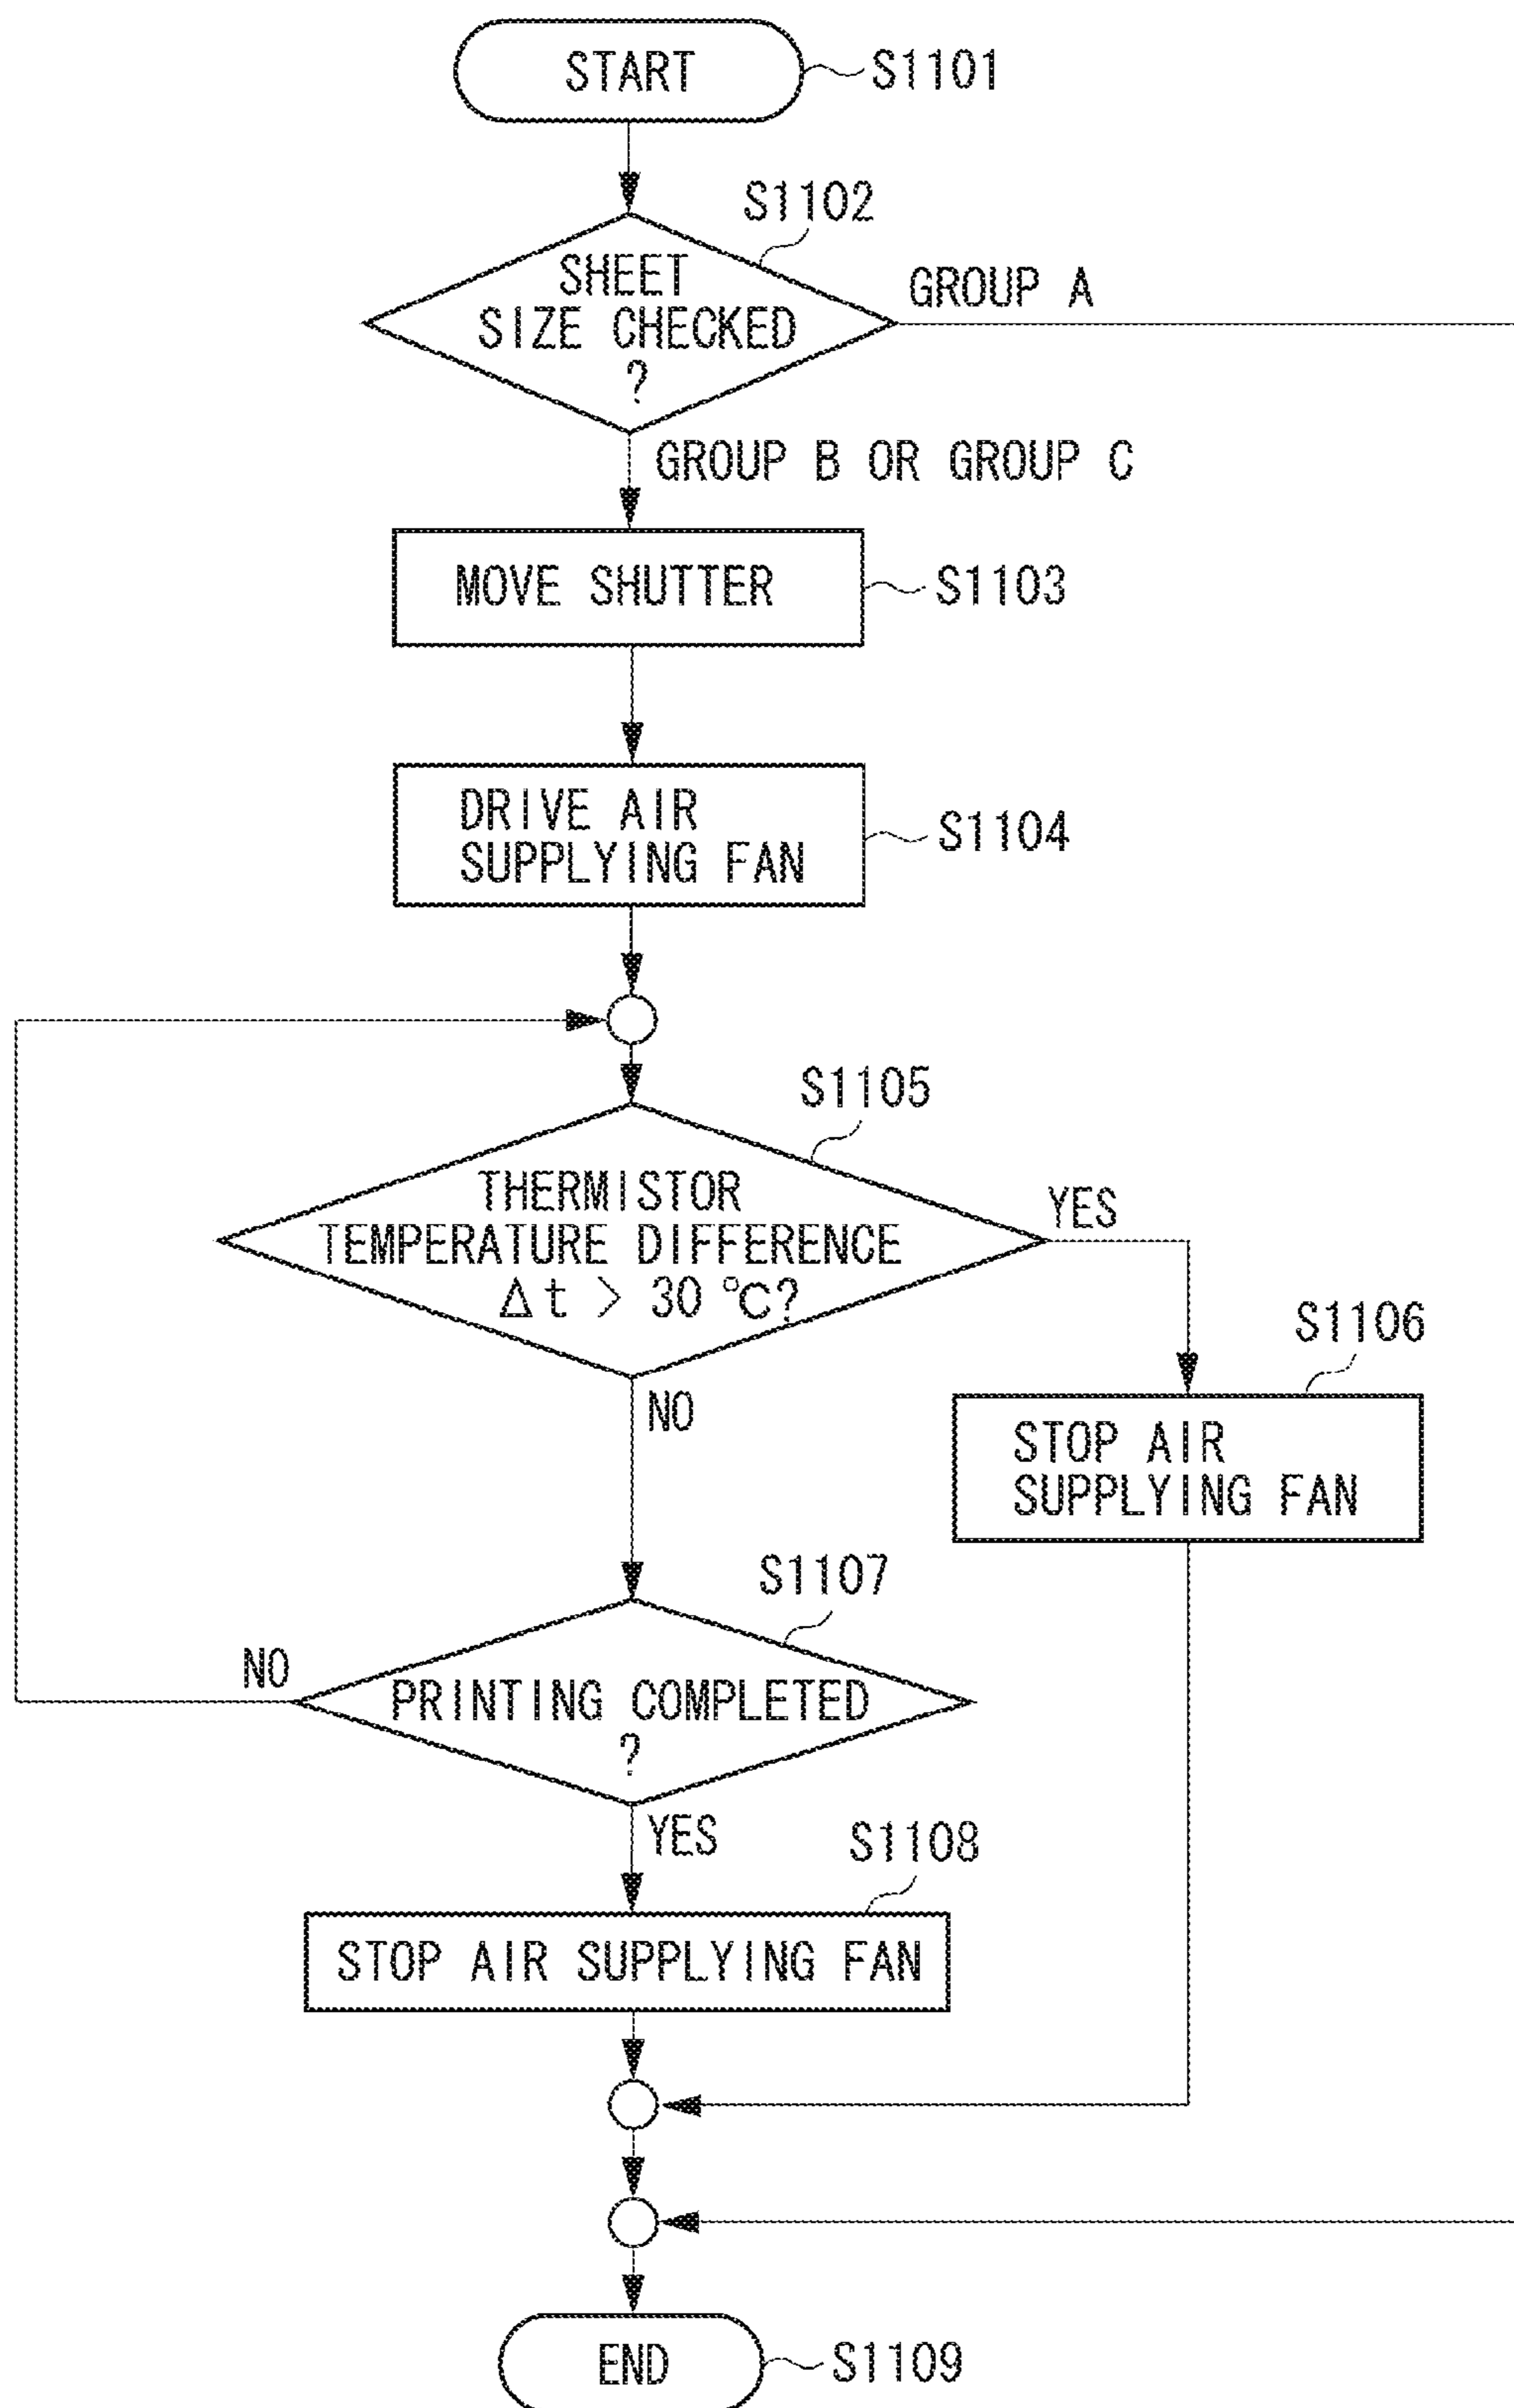 START
S1101
S1102
SHEET
SIZE CHECKED
?
GROUP A
GROUP B OR GROUP C
MOVE SHUTTER
S1103
DRIVE AIR
SUPPLYING FAN
S1104
S1105
THERMISTOR
TEMPERATURE DIFFERENCE
Δt > 30 ℃?
YES
NO
S1106
STOP AIR
SUPPLYING FAN
S1107
PRINTING COMPLETED
?
NO
YES
S1108
STOP AIR SUPPLYING FAN
END
S1109